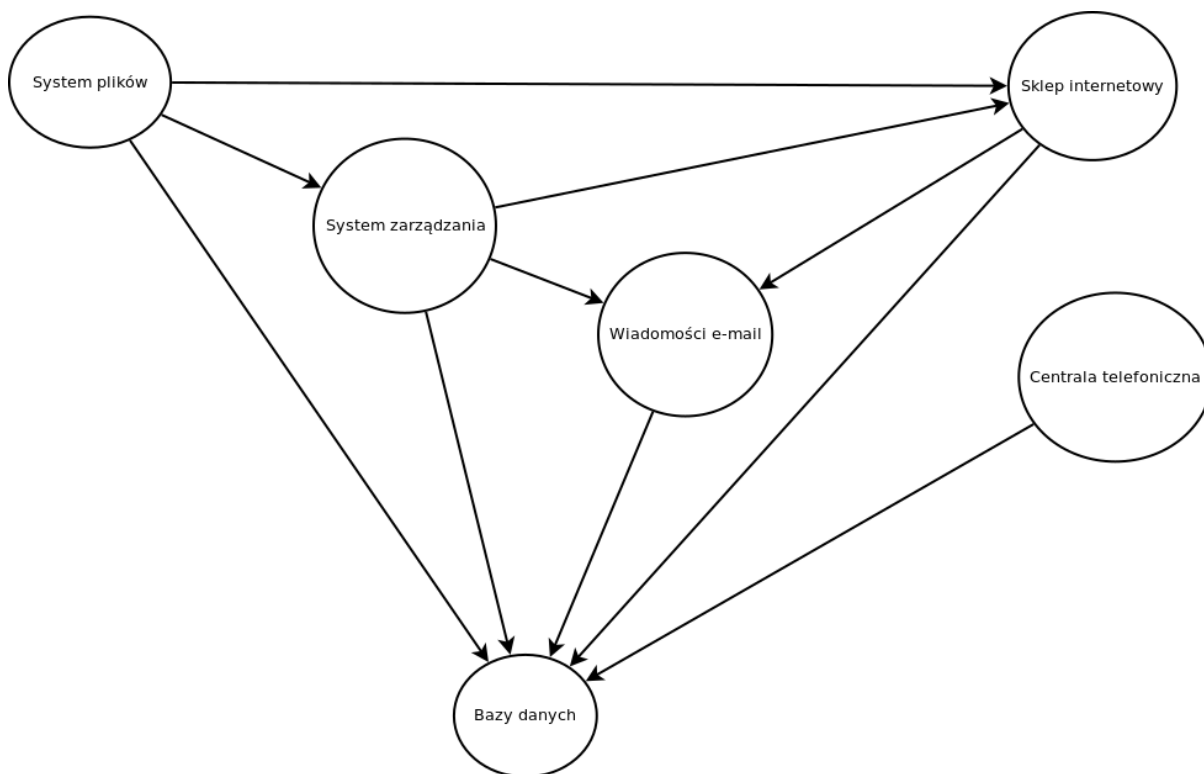 System plików
Sklep internetowy
System zarządzania
Wiadomości e-mail
Centrala telefoniczna
Bazy danych